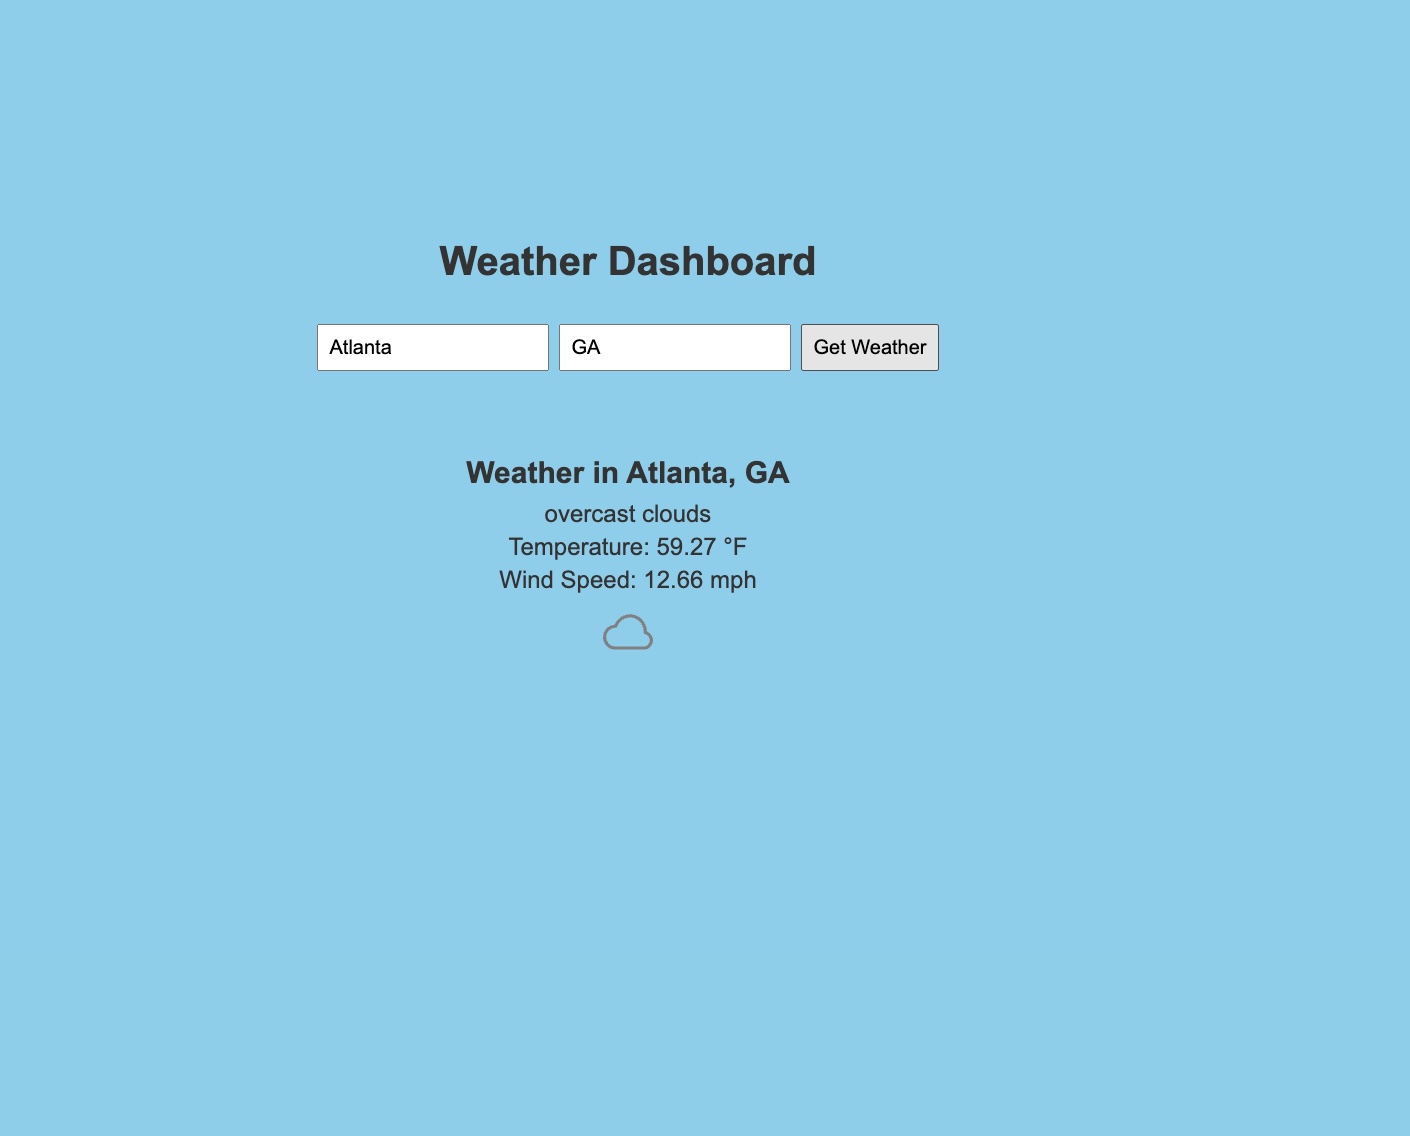 Weather Dashboard
Atlanta GA Get Weather
Weather in Atlanta, GA
overcast clouds
Temperature: 59.27 °F
Wind Speed: 12.66 mph